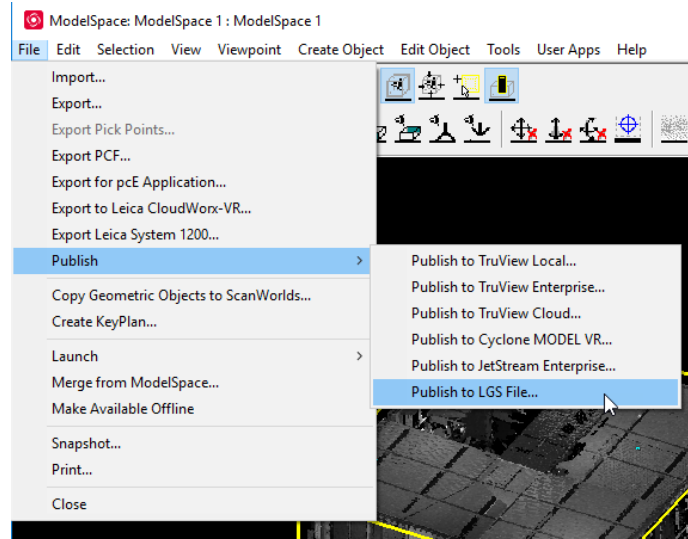 ModelSpace: ModelSpace 1 : ModelSpace 1
File Edit Selection View Viewpoint Create Object Edit Object Tools User Apps Help
Import...
Export...
Export Pick Points...
Export PCF...
Export for pcE Application...
Export to Leica CloudWorx-VR...
Export Leica System 1200...
Publish
Publish to TruView Local...
Publish to TruView Enterprise...
Publish to TruView Cloud...
Publish to Cyclone MODEL VR...
Publish to JetStream Enterprise...
Publish to LGS File...
Copy Geometric Objects to ScanWorlds...
Create KeyPlan...
Launch
Merge from ModelSpace...
Make Available Offline
Snapshot...
Print...
Close